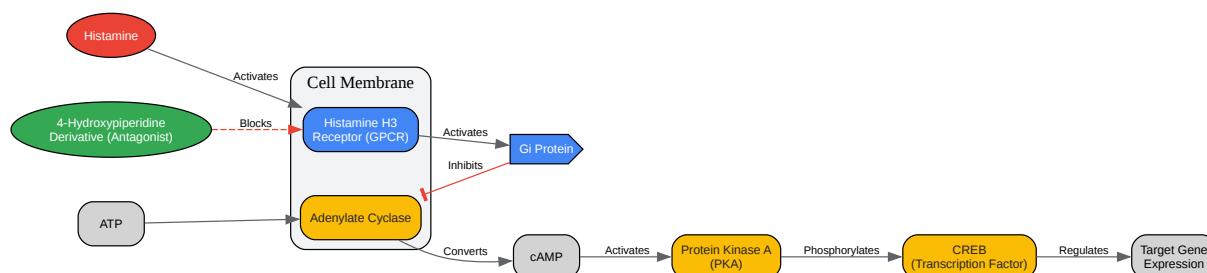 Histamine
Activates
Cell Membrane
4-Hydroxypiperidine
Derivative (Antagonist)
Blocks
Histamine H3
Receptor (GPCR)
Activates
Gi Protein
Inhibits
ATP
Adenylate Cyclase
Converts
cAMP
Activates
Protein Kinase A
(PKA)
Phosphorylates
CREB
(Transcription Factor)
Regulates
Target Gene
Expression